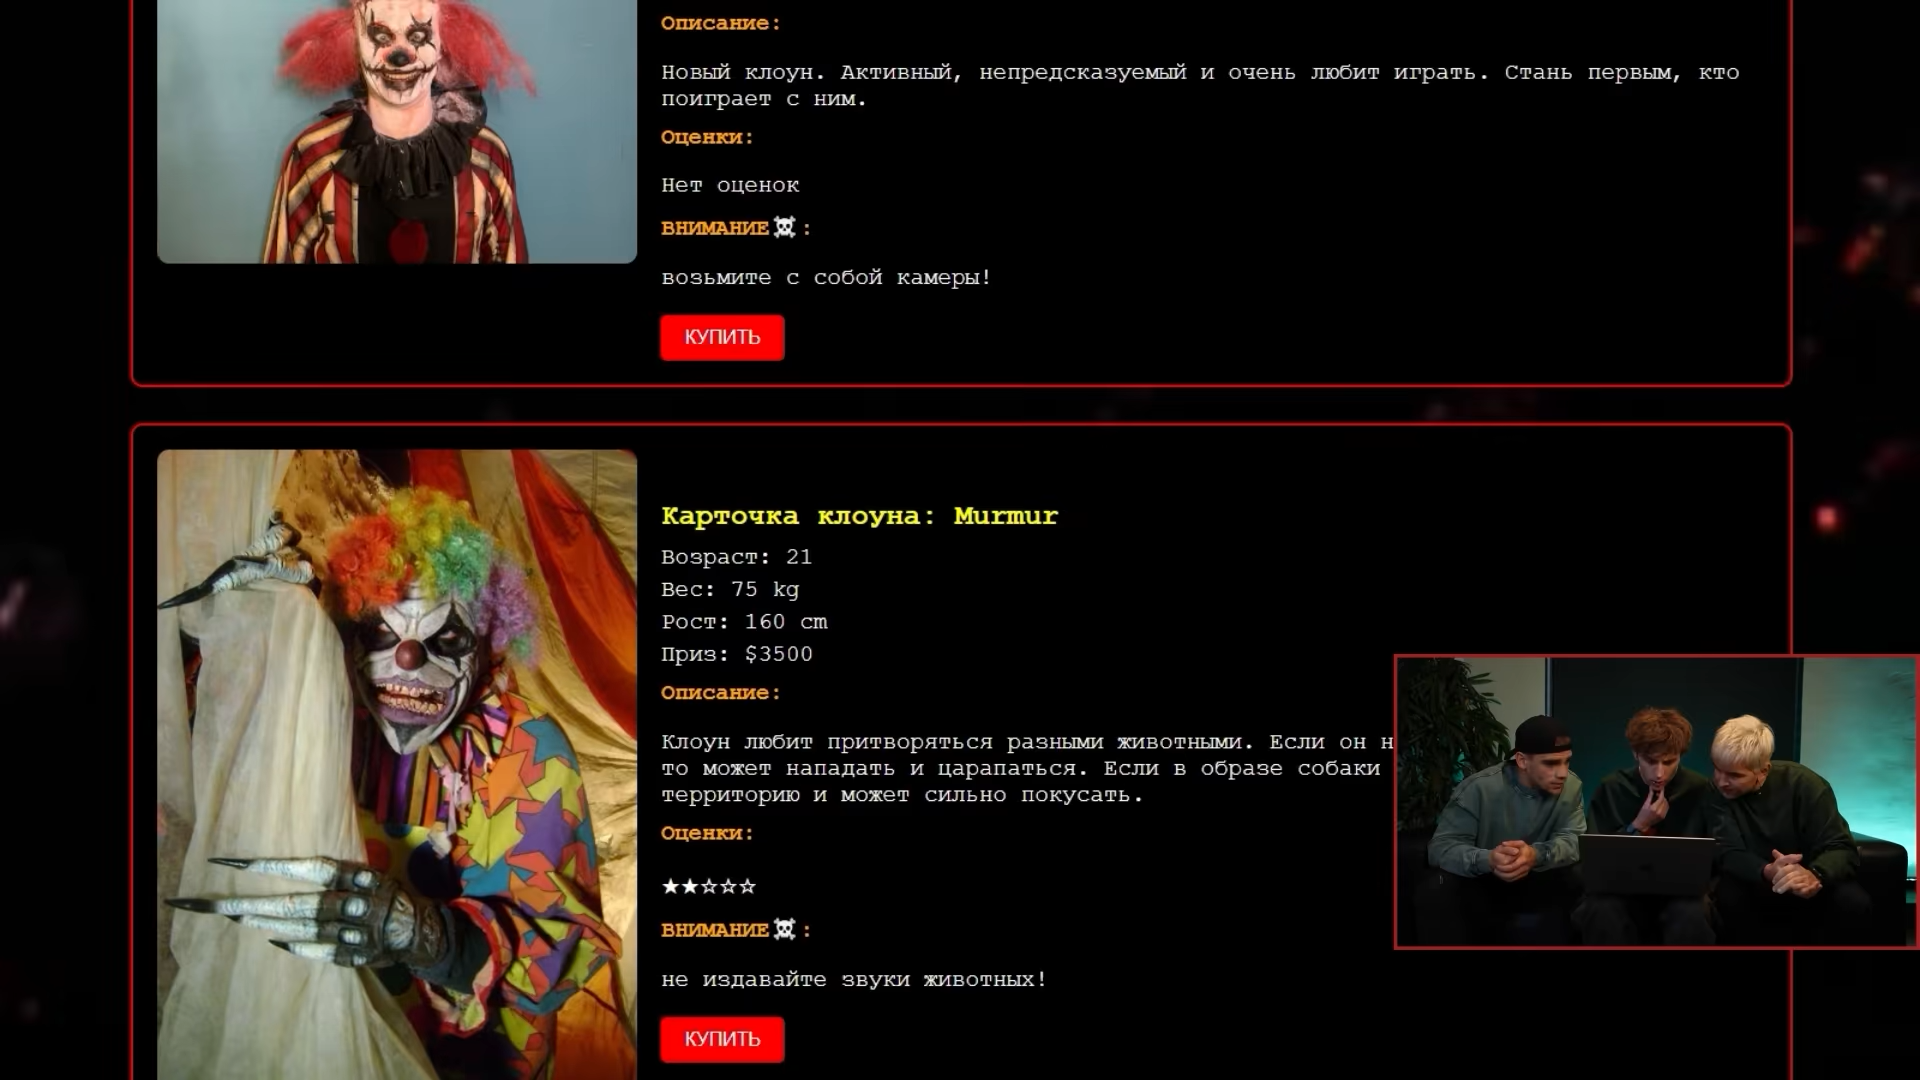 Описание:
Новый клоун. Активный, непредсказуемый и очень любит играть. Стань первым, кто
поиграет с ним.
Оценки:
Нет оценок
ВНИМАНИЕ☠:
возьмите с собой камеры!
КУПИТЬ
Карточка клоуна: Murmur
Возраст: 21
Вес: 75 kg
Рост: 160 cm
Приз: $3500
Описание:
Клоун любит притворяться разными животными. Если он
то может нападать и царапаться. Если в образе собаки
территорию и может сильно покусать.
Оценки:
★★☆☆☆
ВНИМАНИЕ☠:
не издавайте звуки животных!
КУПИТЬ